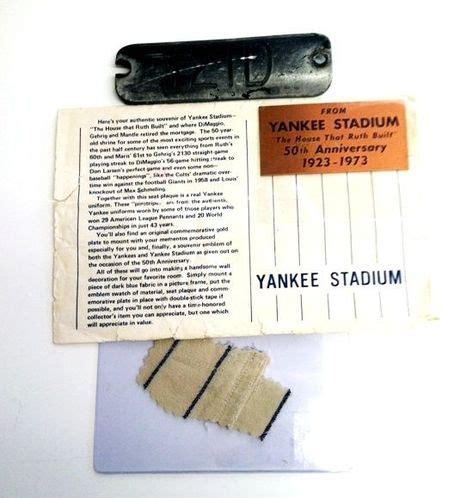 21D
Here's your authentic souvenir of Yankee Stadium—
"The House that Ruth Built" and where DiMaggio,
Gehrig and Mantle retired the mortgage. The 50-year-
old shrine for some of the most exciting sports events in
the past half century has seen everything from Ruth's
60th and Maris' 61st to Gehrig's 2130 straight-game
playing streak to DiMaggio's 56-game hitting streak to
Don Larsen's perfect game and even some non-
baseball "happenings", like the Colts' dramatic over-
time win against the football Giants in 1958 and Louis'
knockout of Max Schmeling.
Together with this seat plaque is a real Yankee
uniform. These "pinstripes" are from the authentic
Yankee uniforms worn by some of those players who
won 29 American League Pennants and 20 World
Championships in just 43 years.
You'll also find an original commemorative gold
plate to mount with your mementos produced
especially for you and, finally, a souvenir emblem of
both the Yankees and Yankee Stadium as given out on
the occasion of the 50th Anniversary.
All of these will go into making a handsome wall
decoration for your favorite room. Simply mount a
piece of dark blue fabric in a picture frame, put the
emblem swatch of material, seat plaque and comm-
emorative plate in place with double-stick tape if
possible, and you'll not only have a time-honored
collector's item you can appreciate, but one which
will appreciate in value.
FROM
YANKEE STADIUM
"The House That Ruth Built"
50th Anniversary
1923-1973
YANKEE STADIUM